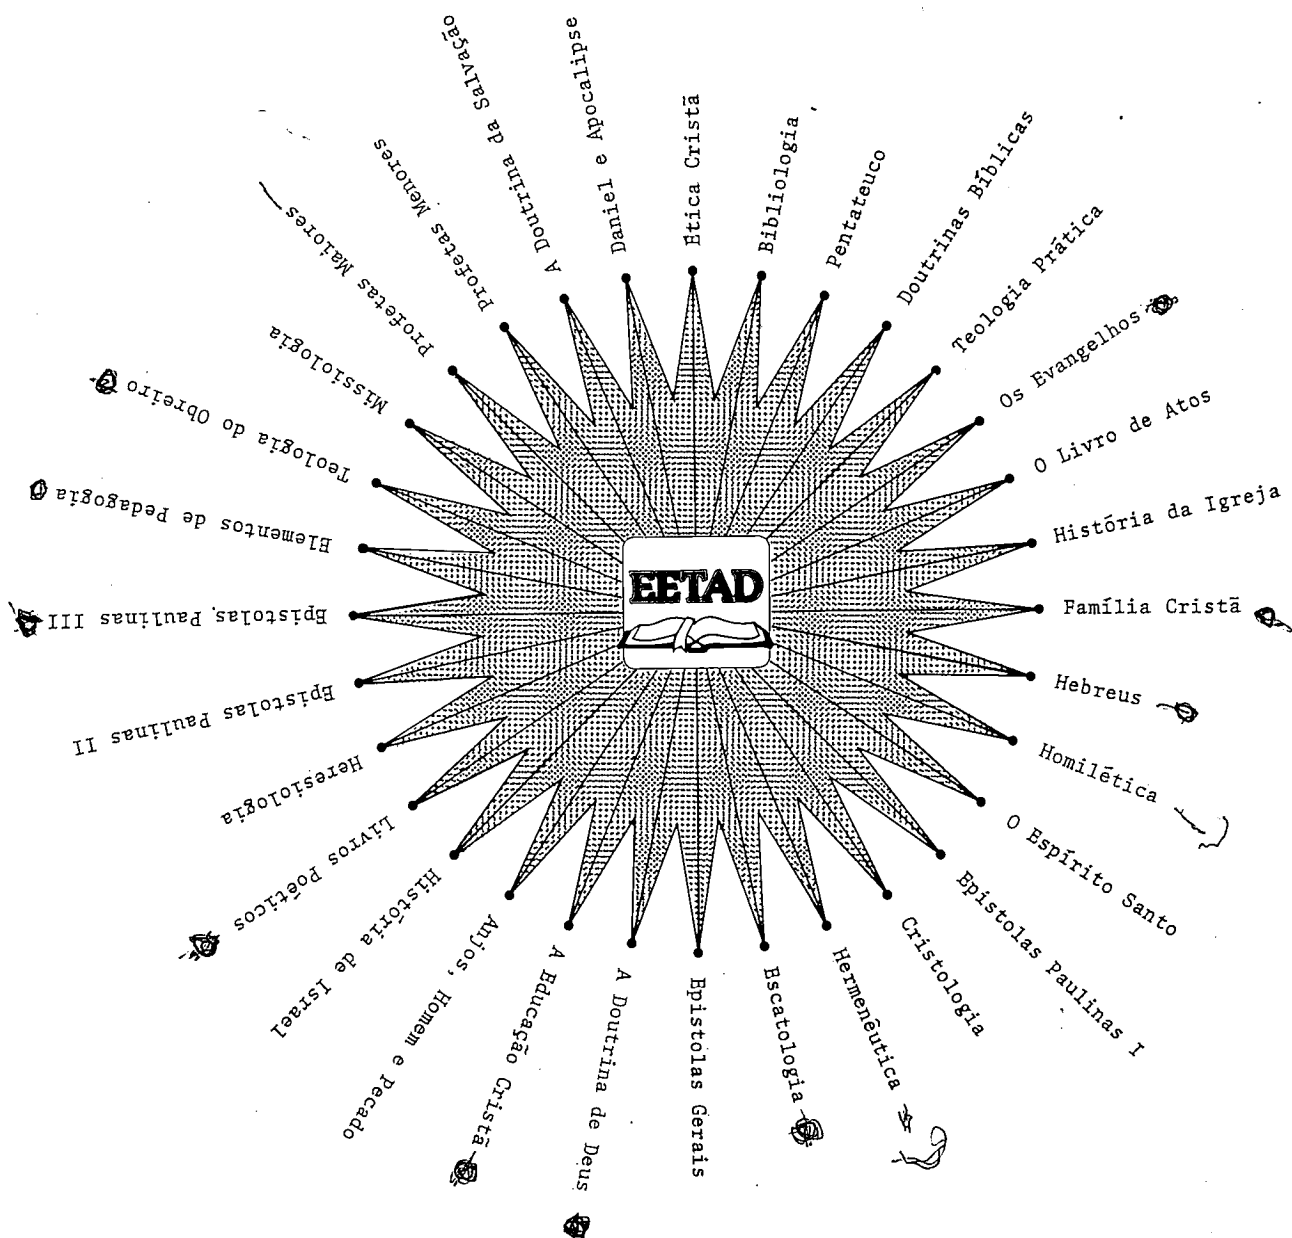 Etica Cristã
Bibliologia
Pentateuco
Doutrinas Bíblicas
Teologia Prática
Os Evangelhos
O Livro de Atos
História da Igreja
Família Cristã
Hebreus
Homilética
O Espírito Santo
Epístolas Paulinas I
Cristologia
Hermenêutica
Escatologia
Epístolas Gerais
A Doutrina de Deus
A Educação Cristã
Anjos, Homem e Pecado
História de Israel
Livros Poéticos
Heresiologia
Epístolas Paulinas II
Epístolas Paulinas III
Elementos de Pedagogia
Teologia do Obreiro
Missiologia
Profetas Maiores
Profetas Menores
A Doutrina da Salvação
Daniel e Apocalipse
EETAD